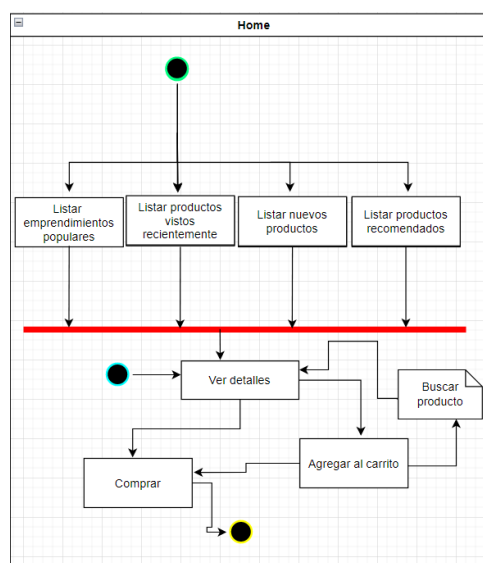 Home
Listar
emprendimientos
populares
Listar productos
vistos
recientemente
Listar nuevos
productos
Listar productos
recomendados
Ver detalles
Buscar
producto
Agregar al carrito
Comprar